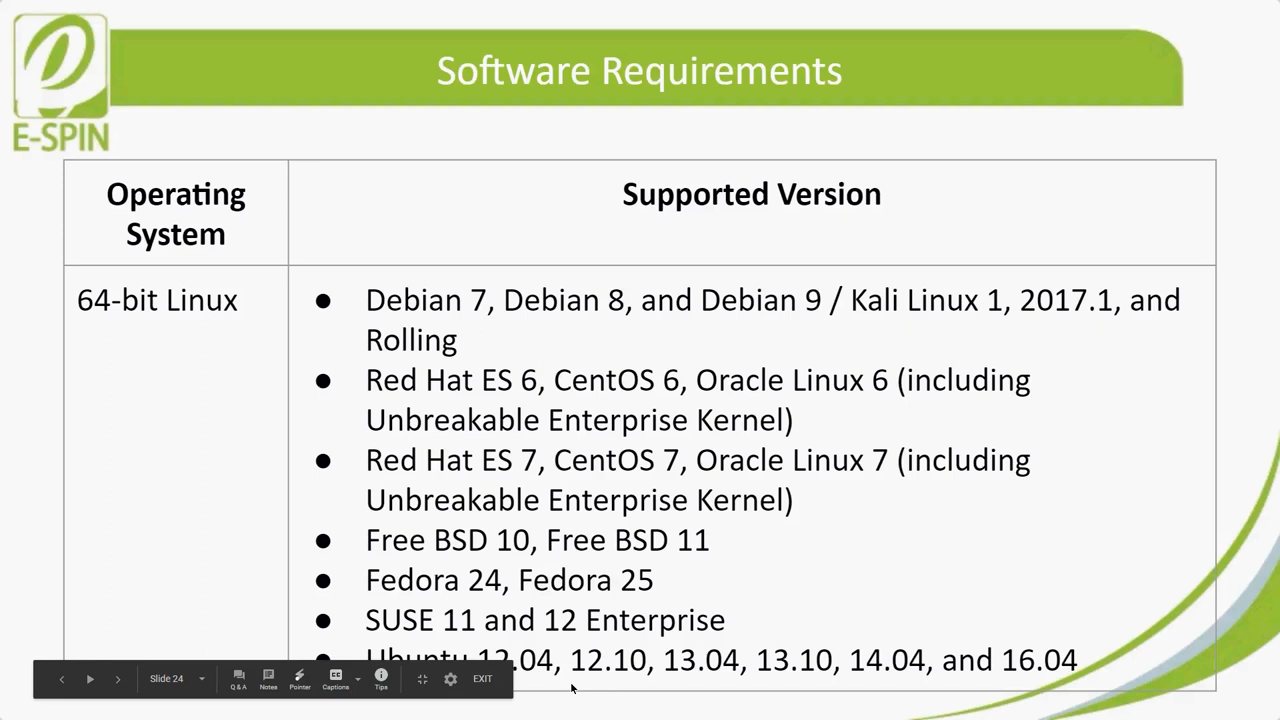 Software Requirements
E-SPIN
Operating
System
Supported Version
64-bit Linux
● Debian 7, Debian 8, and Debian 9 / Kali Linux 1, 2017.1, and
Rolling
● Red Hat ES 6, CentOS 6, Oracle Linux 6 (including
Unbreakable Enterprise Kernel)
● Red Hat ES 7, CentOS 7, Oracle Linux 7 (including
Unbreakable Enterprise Kernel)
● Free BSD 10, Free BSD 11
● Fedora 24, Fedora 25
● SUSE 11 and 12 Enterprise
● Ubuntu 12.04, 12.10, 13.04, 13.10, 14.04, and 16.04
Slide 24
Q & A
Notes
Pointer
CC
Captions
Tips
EXIT